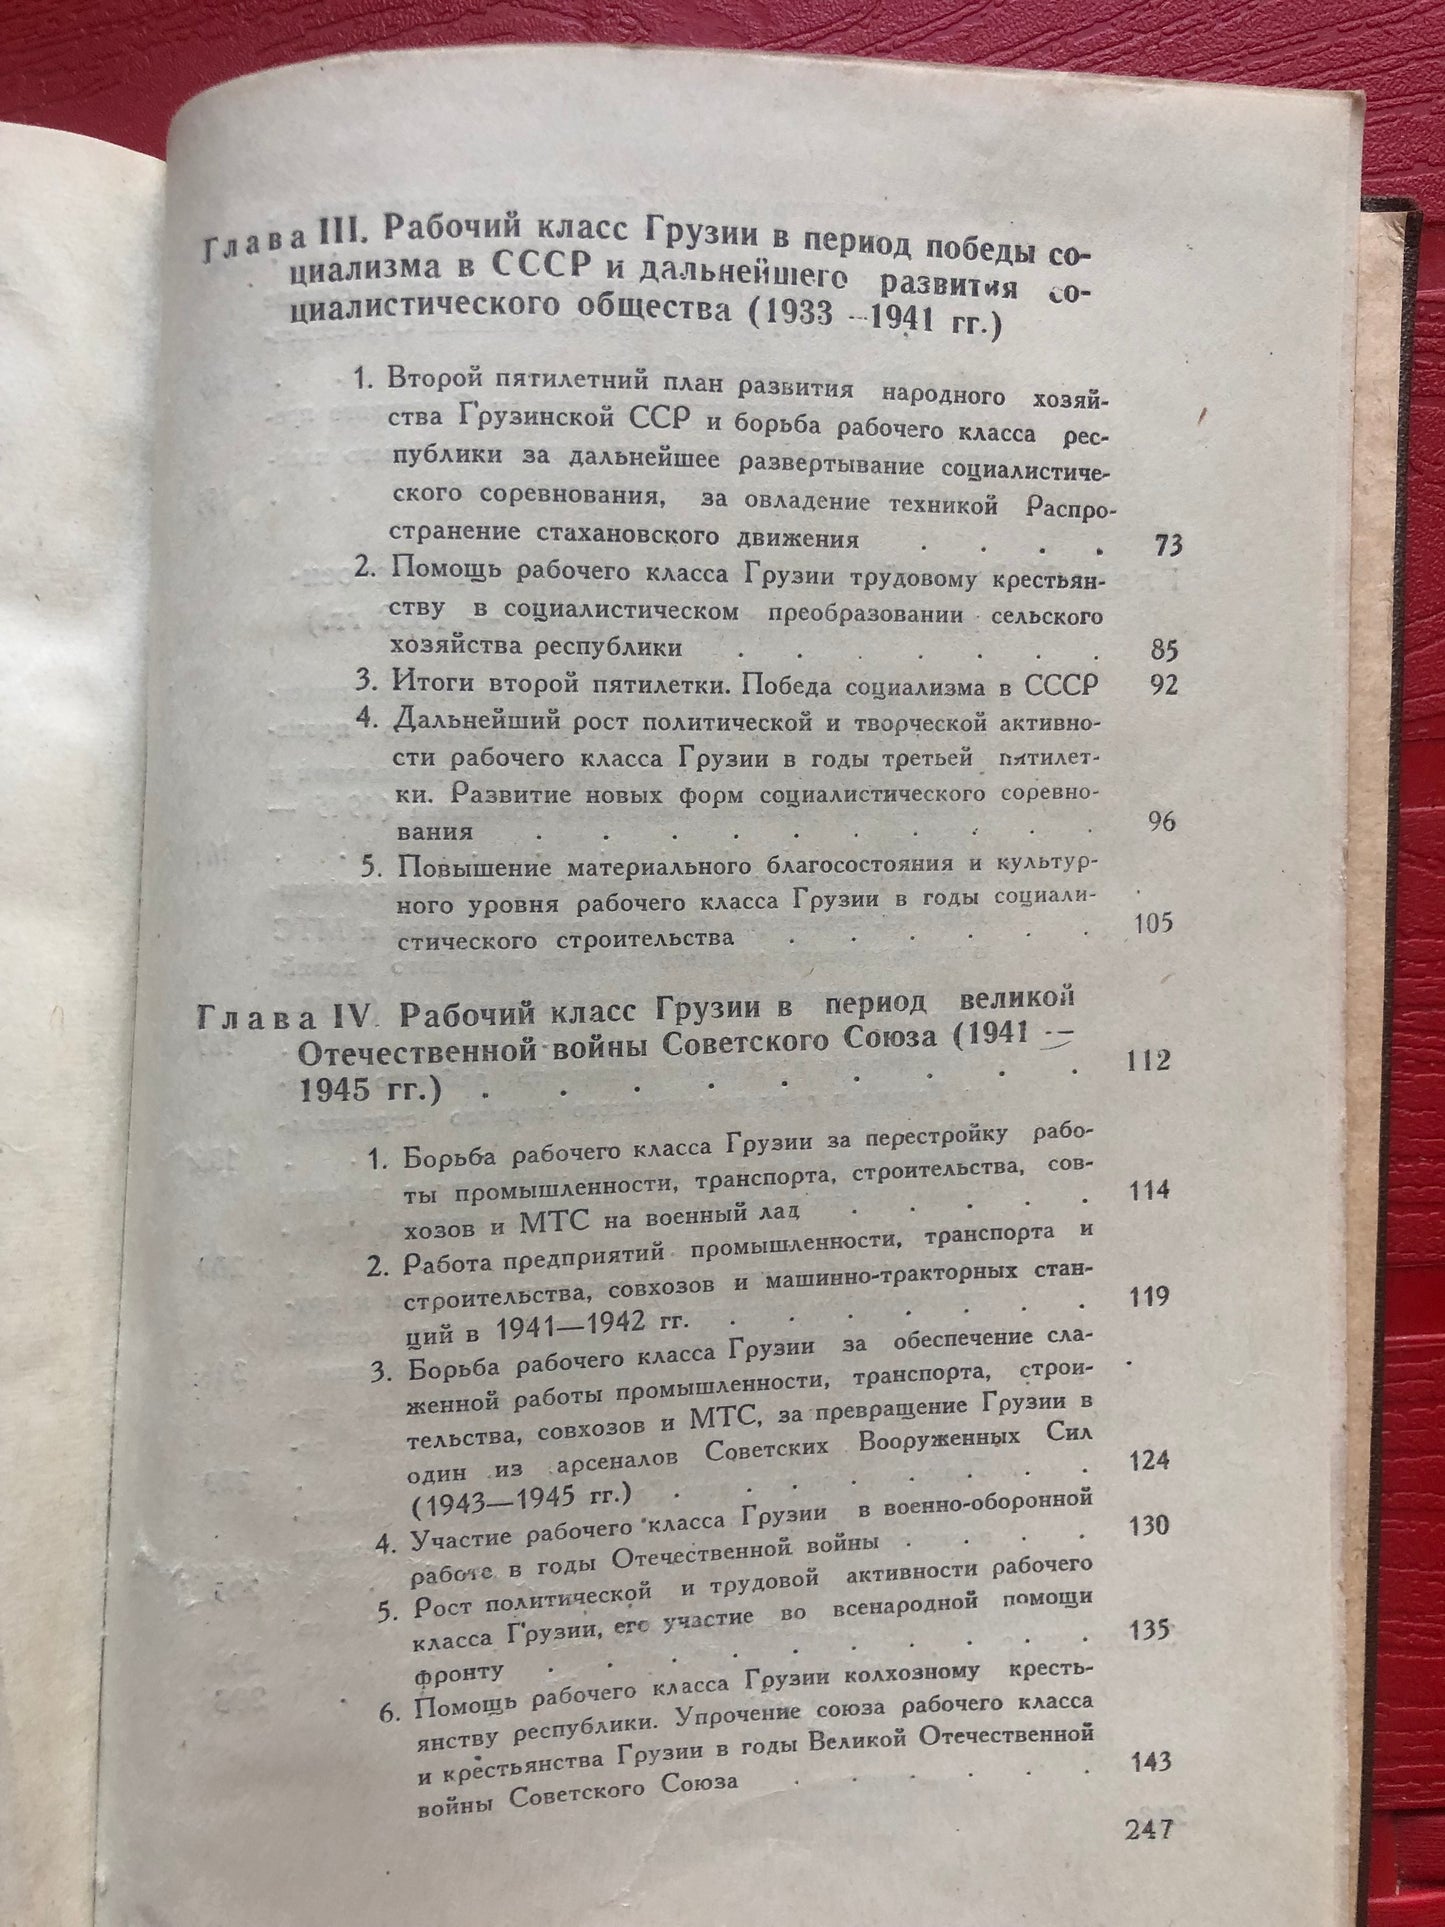 Глава III. Рабочий класс Грузии в период победы со-
циализма в СССР и дальнейшего развития со-
циалистического общества (1933—1941 гг.)
1. Второй пятилетний план развития народного хозяй-
ства Грузинской ССР и борьба рабочего класса рес-
публики за дальнейшее развертывание социалистиче-
ского соревнования, за овладение техникой Распро-
странение стахановского движения . . . . 73
2. Помощь рабочего класса Грузии трудовому крестьян-
ству в социалистическом преобразовании сельского
хозяйства республики . . . . . . . 85
3. Итоги второй пятилетки. Победа социализма в СССР 92
4. Дальнейший рост политической и творческой активно-
сти рабочего класса Грузии в годы третьей пятилет-
ки. Развитие новых форм социалистического соревно-
вания . . . . . . . . . . 96
5. Повышение материального благосостояния и культур-
ного уровня рабочего класса Грузии в годы социали-
стического строительства . . . . . . 105
Глава IV. Рабочий класс Грузии в период великой
Отечественной войны Советского Союза (1941—
1945 гг.) . . . . . . . . . 112
1. Борьба рабочего класса Грузии за перестройку рабо-
ты промышленности, транспорта, строительства, сов-
хозов и МТС на военный лад . . . . . 114
2. Работа предприятий промышленности, транспорта и
строительства, совхозов и машинно-тракторных стан-
ций в 1941—1942 гг. . . . . . . . 119
3. Борьба рабочего класса Грузии за обеспечение сла-
женной работы промышленности, транспорта, строи-
тельства, совхозов и МТС, за превращение Грузии в
один из арсеналов Советских Вооруженных Сил
(1943—1945 гг.) . . . . . . . . 124
4. Участие рабочего класса Грузии в военно-оборонной
работе в годы Отечественной войны . . . . 130
5. Рост политической и трудовой активности рабочего
класса Грузии, его участие во всенародной помощи
фронту . . . . . . . . . . 135
6. Помощь рабочего класса Грузии колхозному кресть-
янству республики. Упрочение союза рабочего класса
и крестьянства Грузии в годы Великой Отечественной
войны Советского Союза . . . . . . 143
247